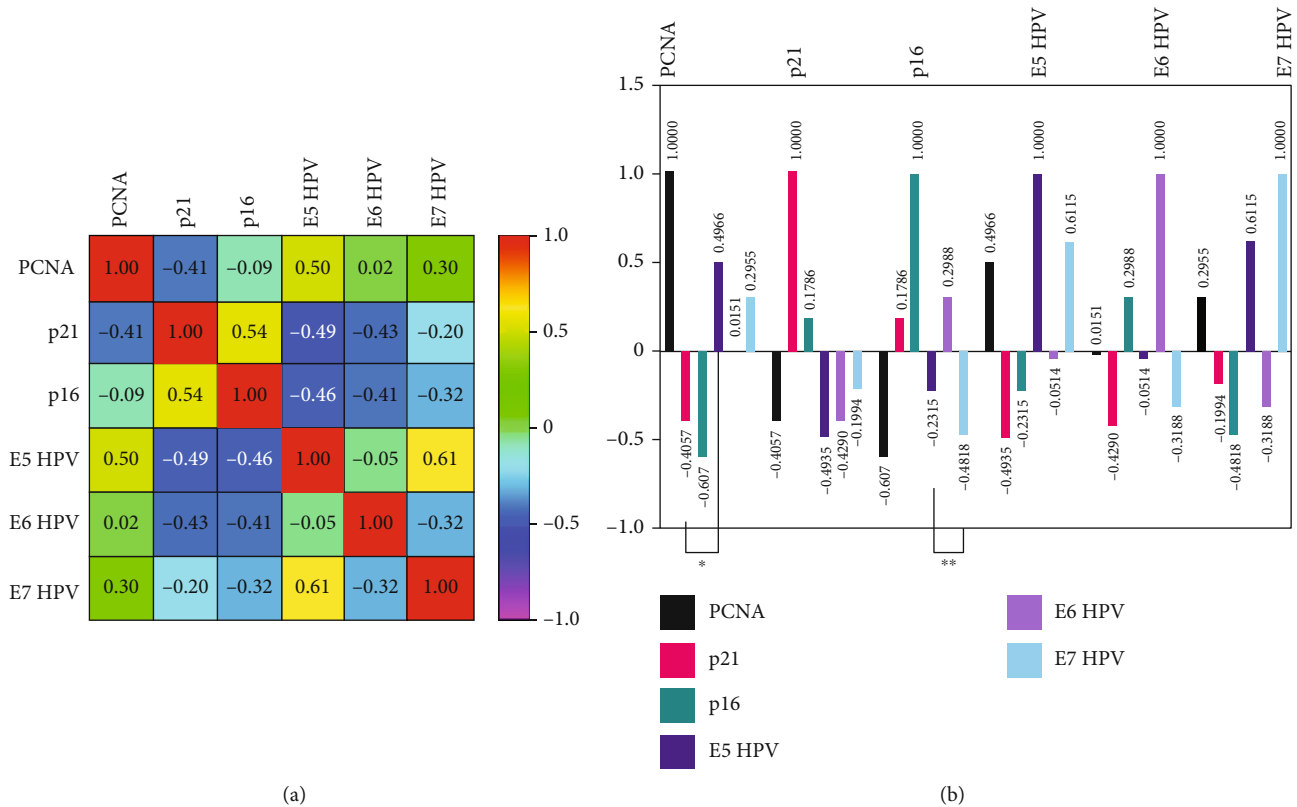 PCNA
p21
p16
E5 HPV
E6 HPV
E7 HPV
PCNA 1.00 −0.41 −0.09 0.50 0.02 0.30
p21 −0.41 1.00 0.54 −0.49 −0.43 −0.20
p16 −0.09 0.54 1.00 −0.46 −0.41 −0.32
E5 HPV 0.50 −0.49 −0.46 1.00 −0.05 0.61
E6 HPV 0.02 −0.43 −0.41 −0.05 1.00 −0.32
E7 HPV 0.30 −0.20 −0.32 0.61 −0.32 1.00
1.0
0.5
0
−0.5
−1.0
(a)
PCNA
p21
p16
E5 HPV
E6 HPV
E7 HPV
1.5
1.0
0.5
0
−0.5
−1.0
1.0000
−0.4057
−0.607
0.4966
0.0151
0.2955
−0.4057
1.0000
0.1786
−0.4935
−0.4290
−0.1994
−0.607
0.1786
1.0000
−0.2315
0.2988
−0.4818
0.4966
−0.4935
−0.2315
1.0000
−0.0514
0.6115
0.0151
−0.4290
0.2988
−0.0514
1.0000
−0.3188
0.2955
−0.1994
−0.4818
0.6115
−0.3188
1.0000
*
**
PCNA
p21
p16
E5 HPV
E6 HPV
E7 HPV
(b)